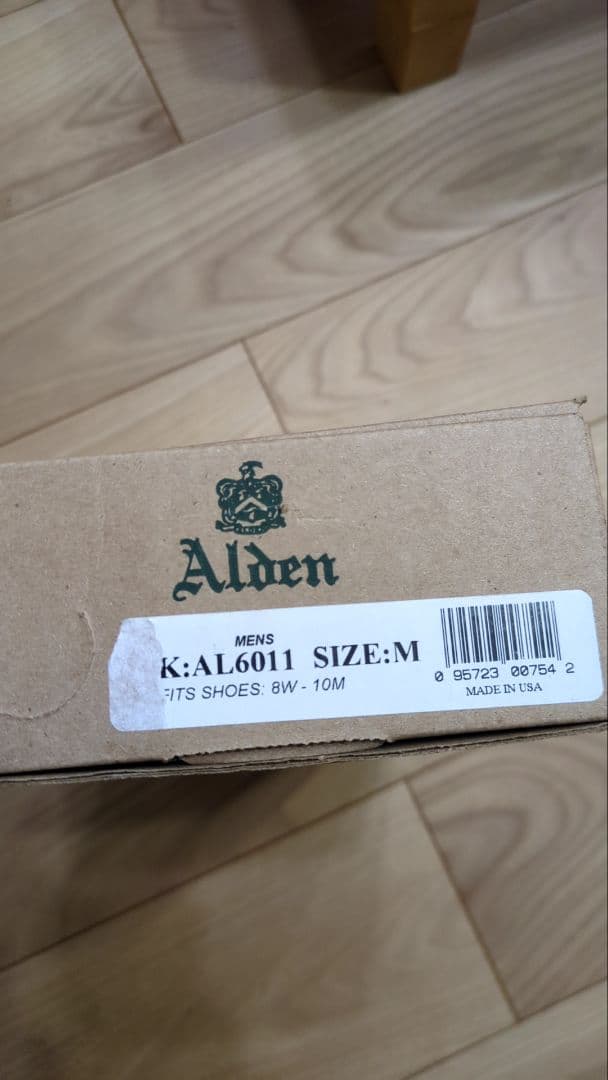 Alden
MENS
K:AL6011 SIZE:M
FITS SHOES: 8W - 10M
0 95723 00754 2
MADE IN USA